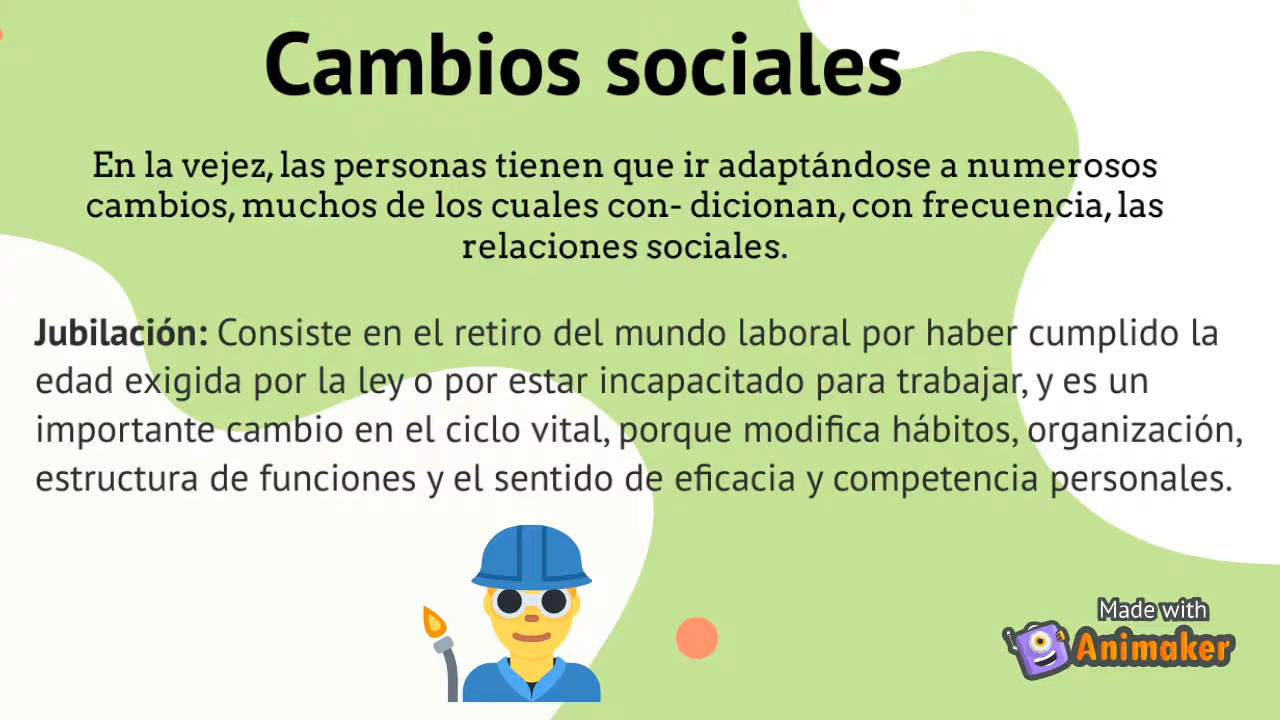 Cambios sociales
En la vejez, las personas tienen que ir adaptándose a numerosos
cambios, muchos de los cuales con- dicionan, con frecuencia, las
relaciones sociales.
Jubilación: Consiste en el retiro del mundo laboral por haber cumplido la
edad exigida por la ley o por estar incapacitado para trabajar, y es un
importante cambio en el ciclo vital, porque modifica hábitos, organización,
estructura de funciones y el sentido de eficacia y competencia personales.
Made with
Animaker